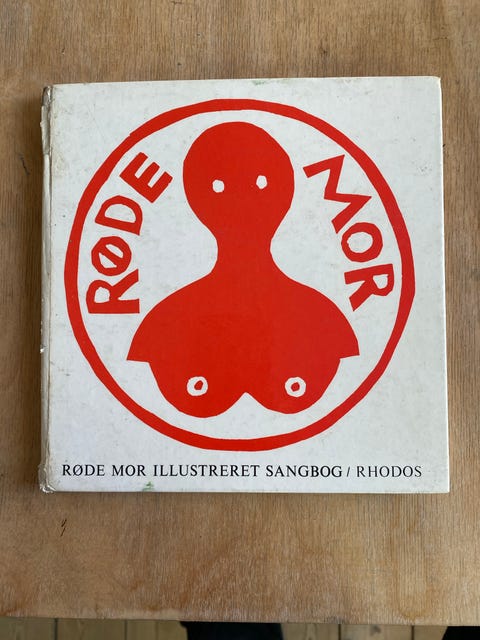 RØDE MOR
RØDE MOR ILLUSTRERET SANGBOG / RHODOS